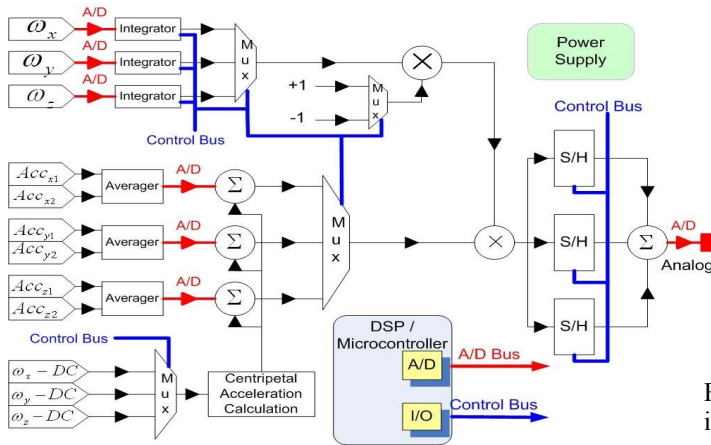 ωx
A/D
Integrator
ωy
A/D
Integrator
ωz
A/D
Integrator
Mux
+1
-1
Mux
Control Bus
Power
Supply
Control Bus
Accx1
Accx2
Averager
A/D
Σ
Accy1
Accy2
Averager
A/D
Σ
Accz1
Accz2
Averager
A/D
Σ
Mux
S/H
S/H
S/H
Σ
A/D
Analog
Control Bus
ωx − DC
ωy − DC
ωz − DC
Mux
Centripetal
Acceleration
Calculation
DSP /
Microcontroller
A/D
A/D Bus
I/O
Control Bus